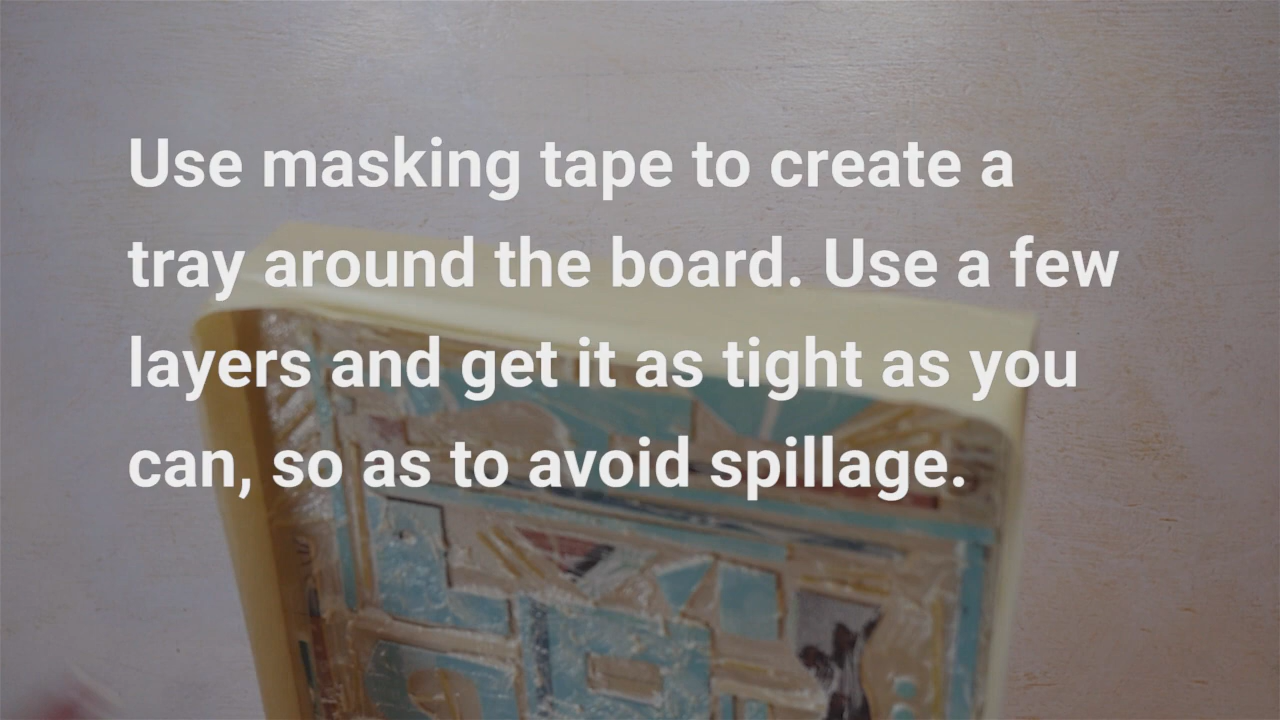 Use masking tape to create a
tray around the board. Use a few
layers and get it as tight as you
can, so as to avoid spillage.